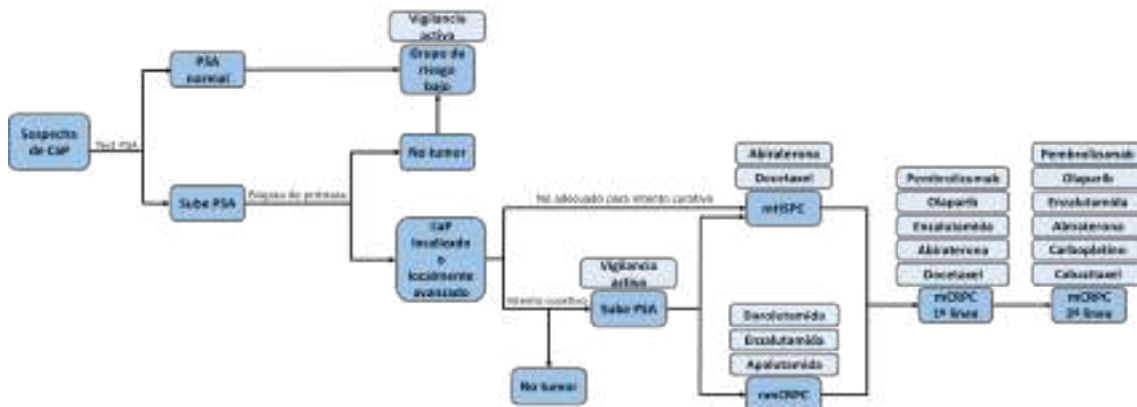 Vigilancia
activa
PSA
normal
Grupo de
riesgo
bajo
Sospecha
de CaP
Test PSA
No tumor
Sube PSA
Biopsia de próstata
CaP
localizado
o
localmente
avanzado
No adecuado para intento curativo
Intento curativo
Abiraterona
Docetaxel
mHSPC
Vigilancia
activa
Sube PSA
No tumor
Darolutamida
Enzalutamida
Apalutamida
nmCRPC
Pembrolizumab
Olaparib
Enzalutamida
Abiraterona
Docetaxel
mCRPC
1ª línea
Pembrolizumab
Olaparib
Enzalutamida
Abiraterona
Carboplatino
Cabazitaxel
mCRPC
2ª línea